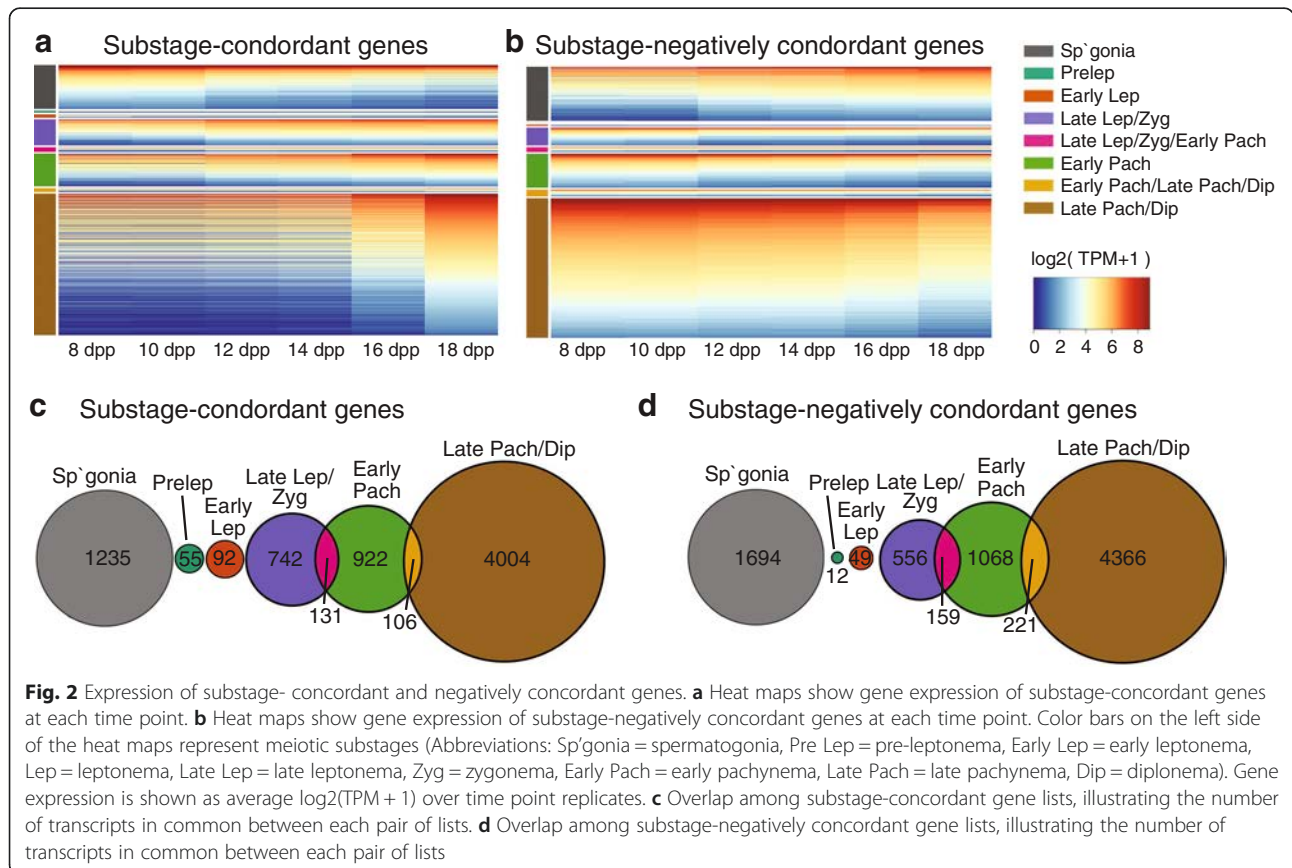 a Substage-condordant genes
b Substage-negatively condordant genes
Sp`gonia
Prelep
Early Lep
Late Lep/Zyg
Late Lep/Zyg/Early Pach
Early Pach
Early Pach/Late Pach/Dip
Late Pach/Dip
log2( TPM+1 )
0 2 4 6 8
8 dpp 10 dpp 12 dpp 14 dpp 16 dpp 18 dpp
8 dpp 10 dpp 12 dpp 14 dpp 16 dpp 18 dpp
c Substage-condordant genes
Sp`gonia
Prelep
Early
Lep
Late Lep/
Zyg
Early
Pach
Late Pach/Dip
1235
55
92
742
922
4004
131
106
d Substage-negatively condordant genes
Sp`gonia
Prelep
Early
Lep
Late Lep/
Zyg
Early
Pach
Late Pach/Dip
1694
12
49
556
1068
4366
159
221
Fig. 2 Expression of substage- concordant and negatively concordant genes. a Heat maps show gene expression of substage-concordant genes
at each time point. b Heat maps show gene expression of substage-negatively concordant genes at each time point. Color bars on the left side
of the heat maps represent meiotic substages (Abbreviations: Sp'gonia = spermatogonia, Pre Lep = pre-leptonema, Early Lep = early leptonema,
Lep = leptonema, Late Lep = late leptonema, Zyg = zygonema, Early Pach = early pachynema, Late Pach = late pachynema, Dip = diplonema). Gene
expression is shown as average log2(TPM + 1) over time point replicates. c Overlap among substage-concordant gene lists, illustrating the number
of transcripts in common between each pair of lists. d Overlap among substage-negatively concordant gene lists, illustrating the number of
transcripts in common between each pair of lists